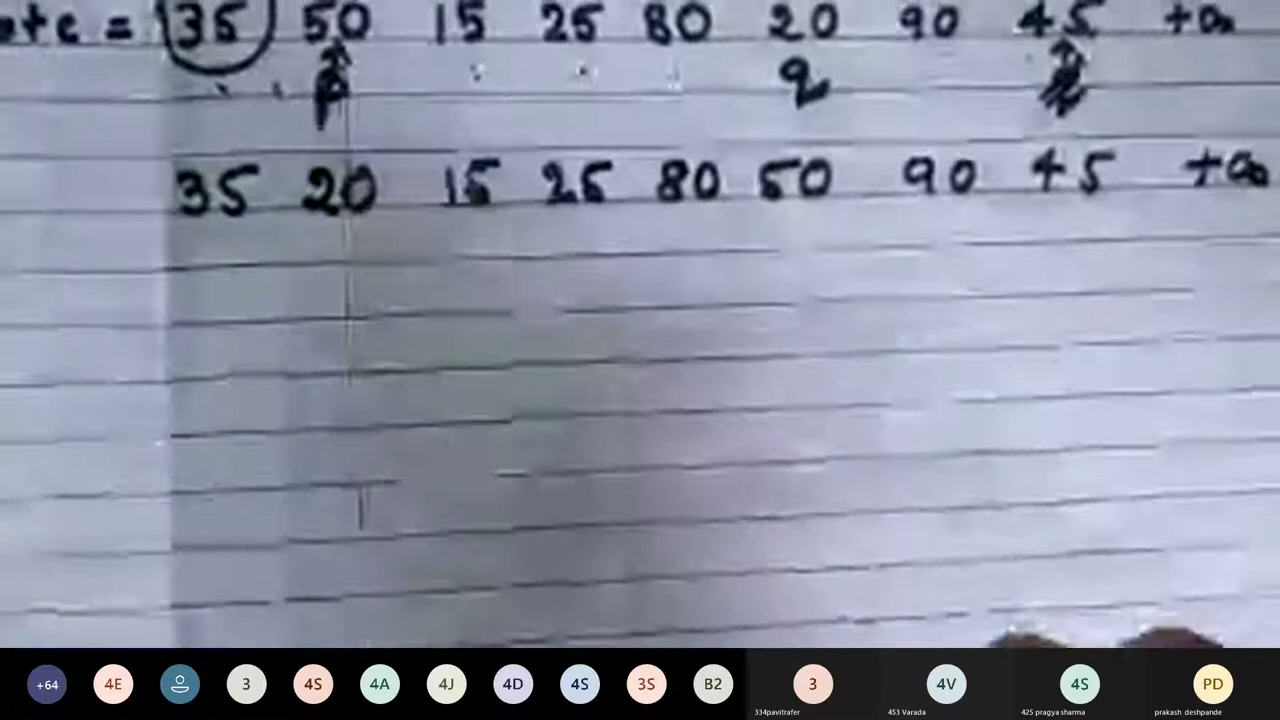 35 50 15 25 80 20 90 45 +∞
p q
35 20 15 25 80 50 90 45 +∞
+64 4E 3 4S 4A 4J 4D 4S 3S B2 3 4V 4S PD
334pavitrafer 453 Varada 425 pragya sharma prakash deshpande